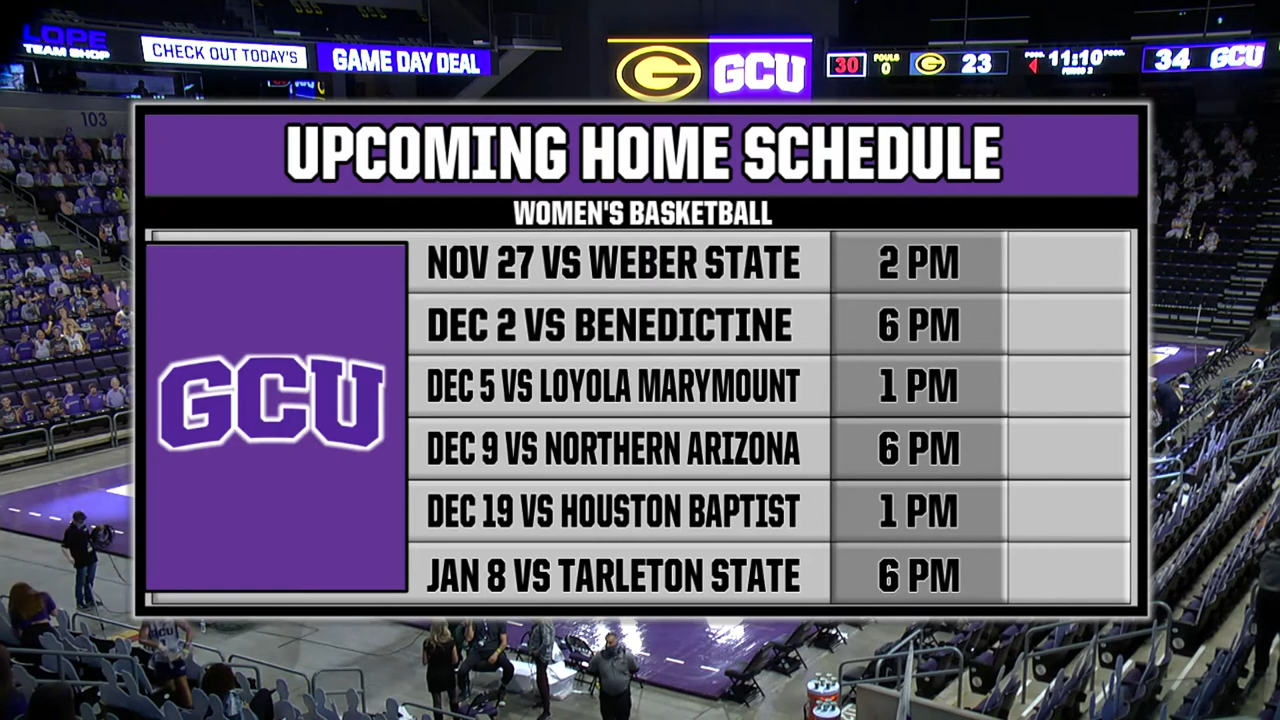 LOPE
TEAM SHOP
CHECK OUT TODAY'S
GAME DAY DEAL
G
GCU
30
FOULS
0
G
23
11:10
34
GCU
103
UPCOMING HOME SCHEDULE
WOMEN'S BASKETBALL
GCU
NOV 27 VS WEBER STATE 2 PM
DEC 2 VS BENEDICTINE 6 PM
DEC 5 VS LOYOLA MARYMOUNT 1 PM
DEC 9 VS NORTHERN ARIZONA 6 PM
DEC 19 VS HOUSTON BAPTIST 1 PM
JAN 8 VS TARLETON STATE 6 PM